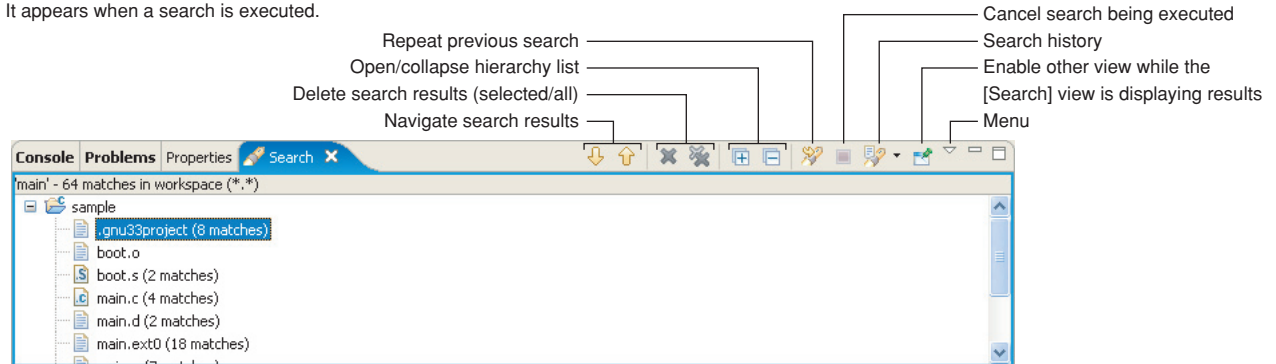 It appears when a search is executed.
Cancel search being executed
Repeat previous search
Search history
Open/collapse hierarchy list
Enable other view while the
Delete search results (selected/all)
[Search] view is displaying results
Navigate search results
Menu
Console Problems Properties Search
'main' - 64 matches in workspace (*.*)
sample
.gnu33project (8 matches)
boot.o
boot.s (2 matches)
main.c (4 matches)
main.d (2 matches)
main.ext0 (18 matches)